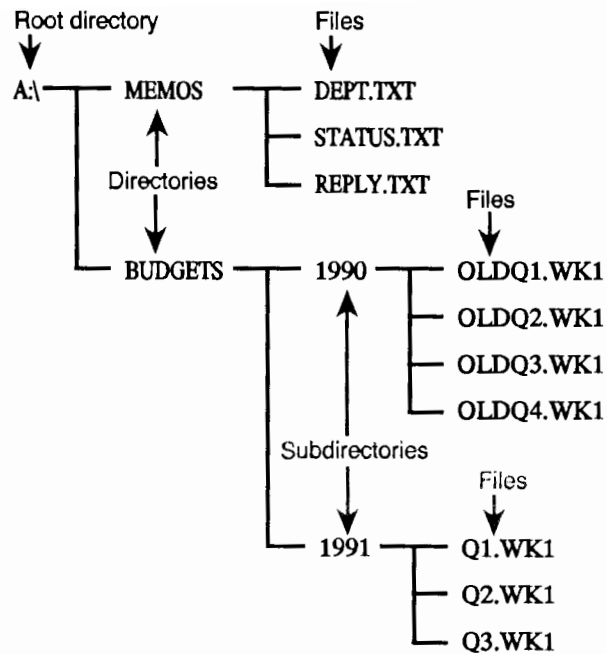 Root directory
Files
A:\
MEMOS
DEPT.TXT
STATUS.TXT
Directories
REPLY.TXT
Files
BUDGETS
1990
OLDQ1.WK1
OLDQ2.WK1
OLDQ3.WK1
OLDQ4.WK1
Subdirectories
Files
1991
Q1.WK1
Q2.WK1
Q3.WK1